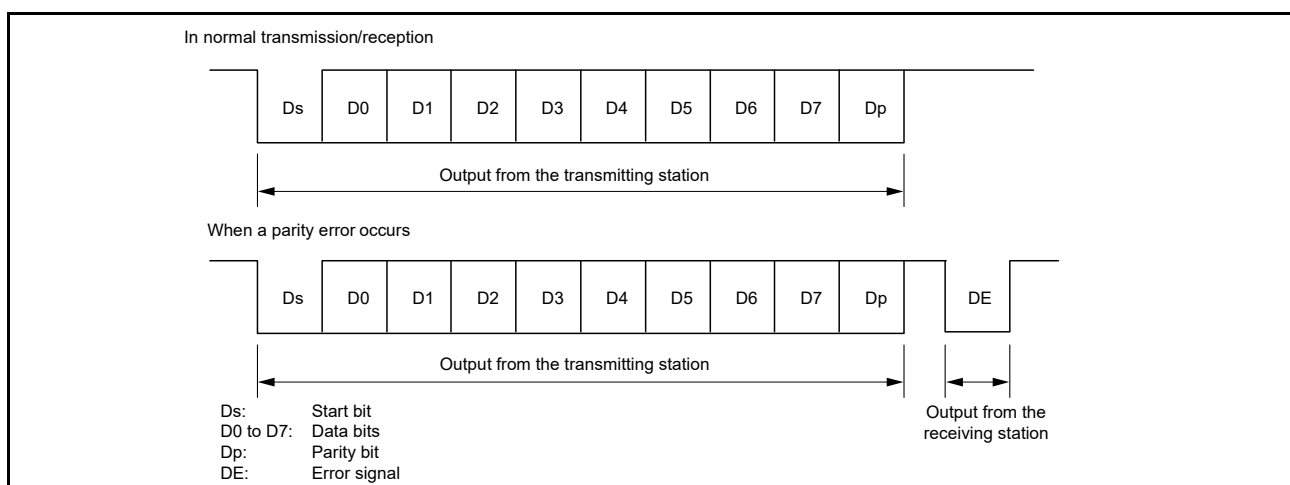 In normal transmission/reception
Ds D0 D1 D2 D3 D4 D5 D6 D7 Dp
Output from the transmitting station
When a parity error occurs
Ds D0 D1 D2 D3 D4 D5 D6 D7 Dp DE
Output from the transmitting station
Output from the
receiving station
Ds: Start bit
D0 to D7: Data bits
Dp: Parity bit
DE: Error signal